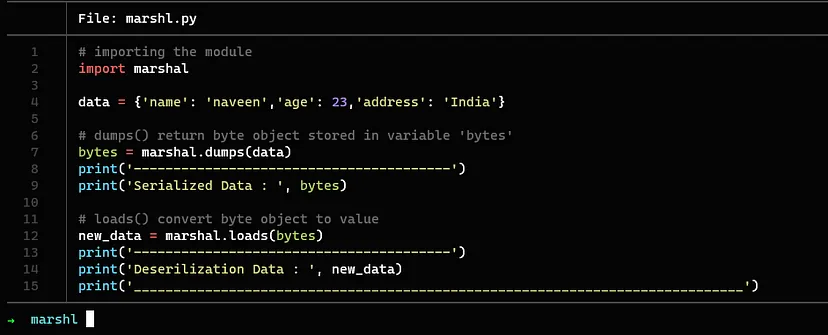 File: marshl.py
1 # importing the module
2 import marshal
3
4 data = {'name': 'naveen','age': 23,'address': 'India'}
5
6 # dumps() return byte object stored in variable 'bytes'
7 bytes = marshal.dumps(data)
8 print('----------------------------------------')
9 print('Serialized Data : ', bytes)
10
11 # loads() convert byte object to value
12 new_data = marshal.loads(bytes)
13 print('----------------------------------------')
14 print('Deserilization Data : ', new_data)
15 print('_____________________________________________________________________________')
→ marshl